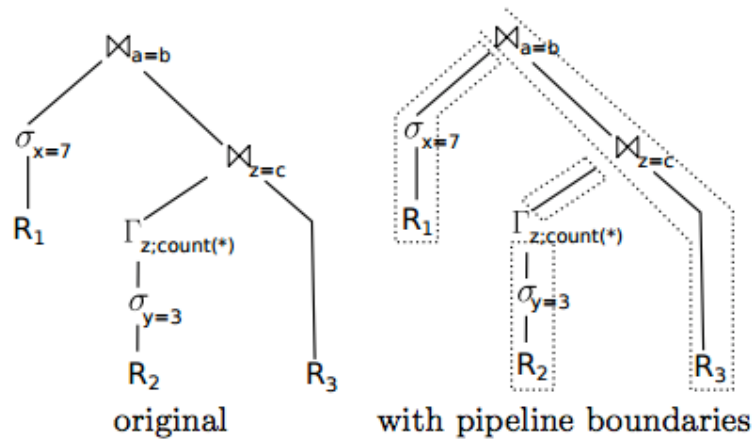 ⋈a=b ⋈a=b
σx=7 σx=7
⋈z=c ⋈z=c
R1 R1
Γz;count(*) Γz;count(*)
σy=3 σy=3
R2 R3 R2 R3
original with pipeline boundaries